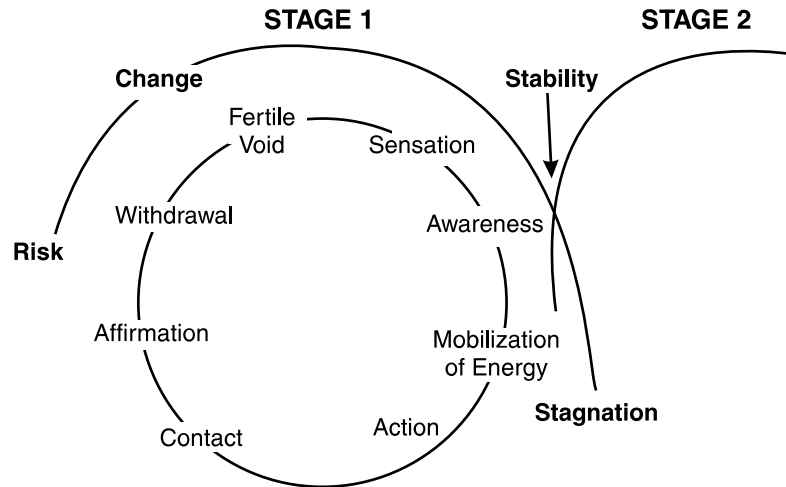 STAGE 1
STAGE 2
Change
Stability
Fertile
Void
Sensation
Withdrawal
Awareness
Risk
Affirmation
Mobilization
of Energy
Stagnation
Action
Contact